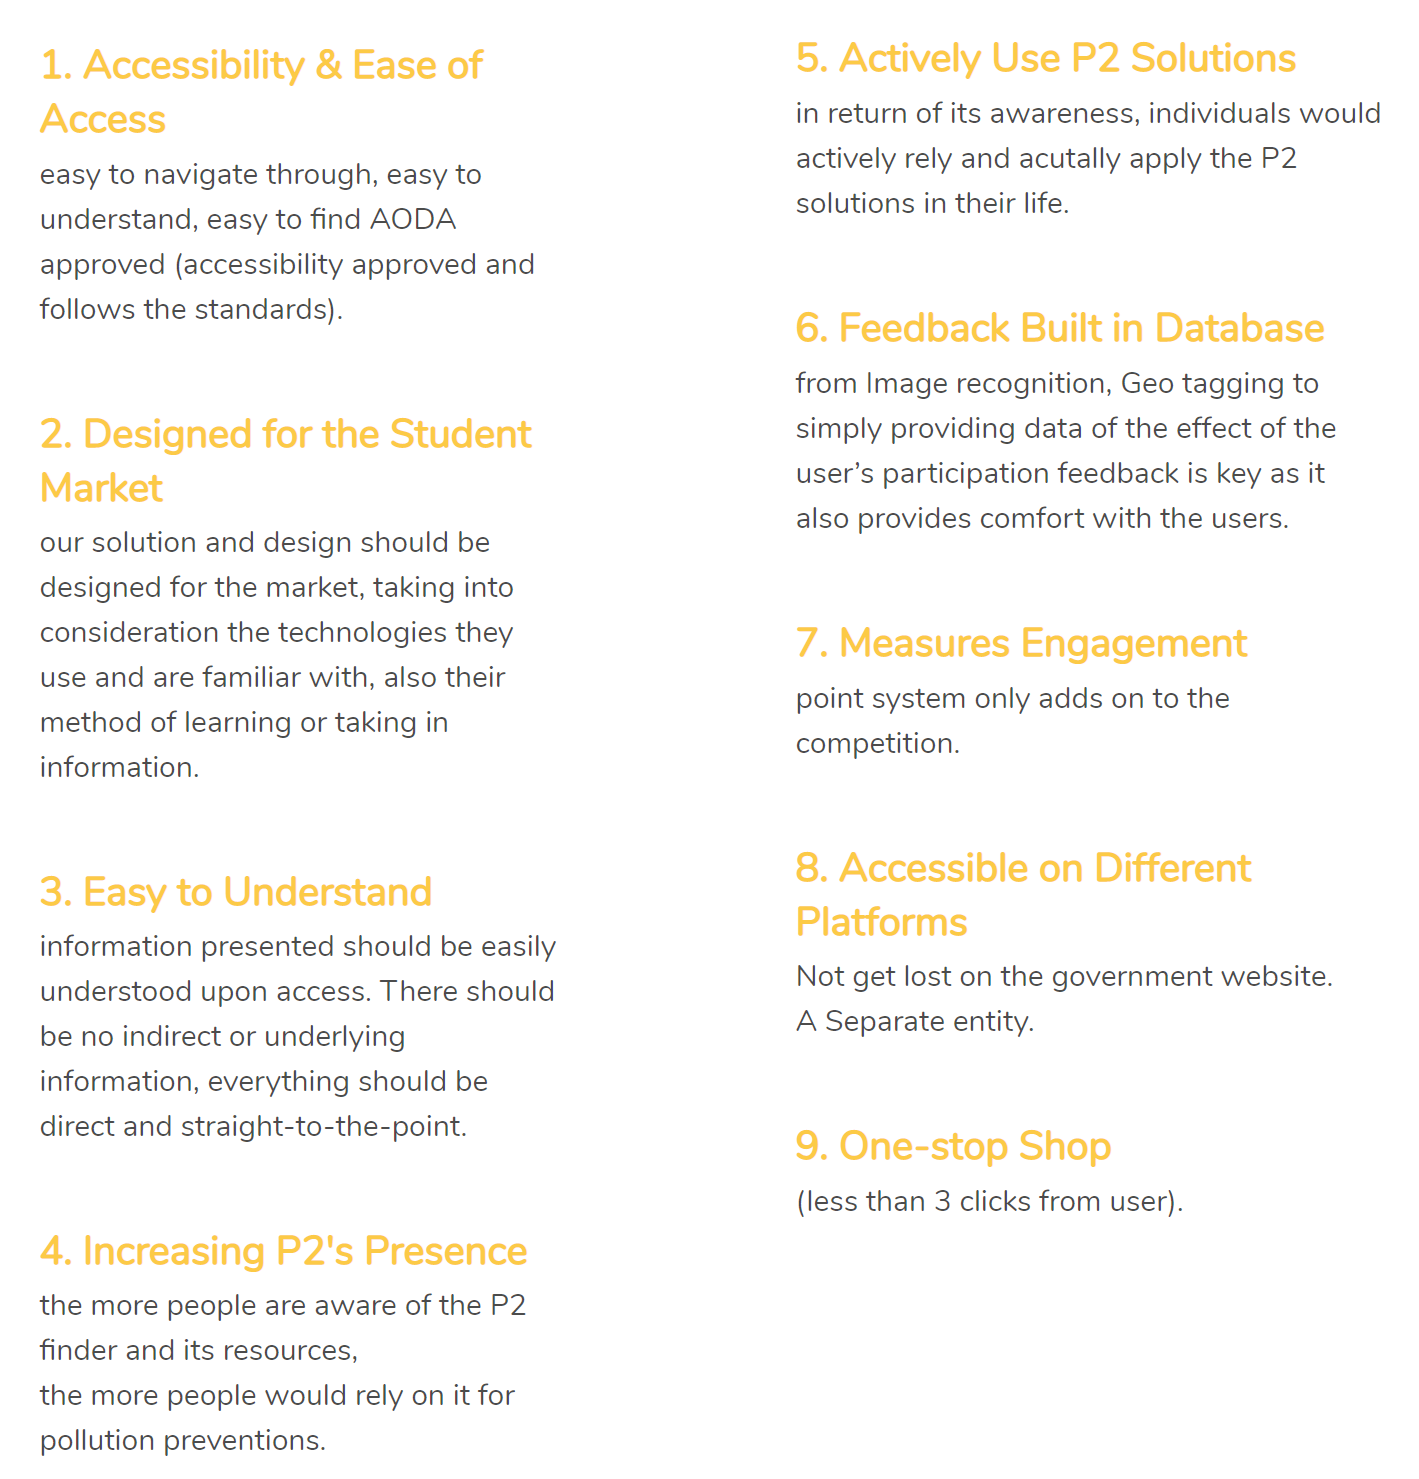 1. Accessibility & Ease of
Access
easy to navigate through, easy to
understand, easy to find AODA
approved (accessibility approved and
follows the standards).
2. Designed for the Student
Market
our solution and design should be
designed for the market, taking into
consideration the technologies they
use and are familiar with, also their
method of learning or taking in
information.
3. Easy to Understand
information presented should be easily
understood upon access. There should
be no indirect or underlying
information, everything should be
direct and straight-to-the-point.
4. Increasing P2's Presence
the more people are aware of the P2
finder and its resources,
the more people would rely on it for
pollution preventions.
5. Actively Use P2 Solutions
in return of its awareness, individuals would
actively rely and acutally apply the P2
solutions in their life.
6. Feedback Built in Database
from Image recognition, Geo tagging to
simply providing data of the effect of the
user’s participation feedback is key as it
also provides comfort with the users.
7. Measures Engagement
point system only adds on to the
competition.
8. Accessible on Different
Platforms
Not get lost on the government website.
A Separate entity.
9. One-stop Shop
(less than 3 clicks from user).